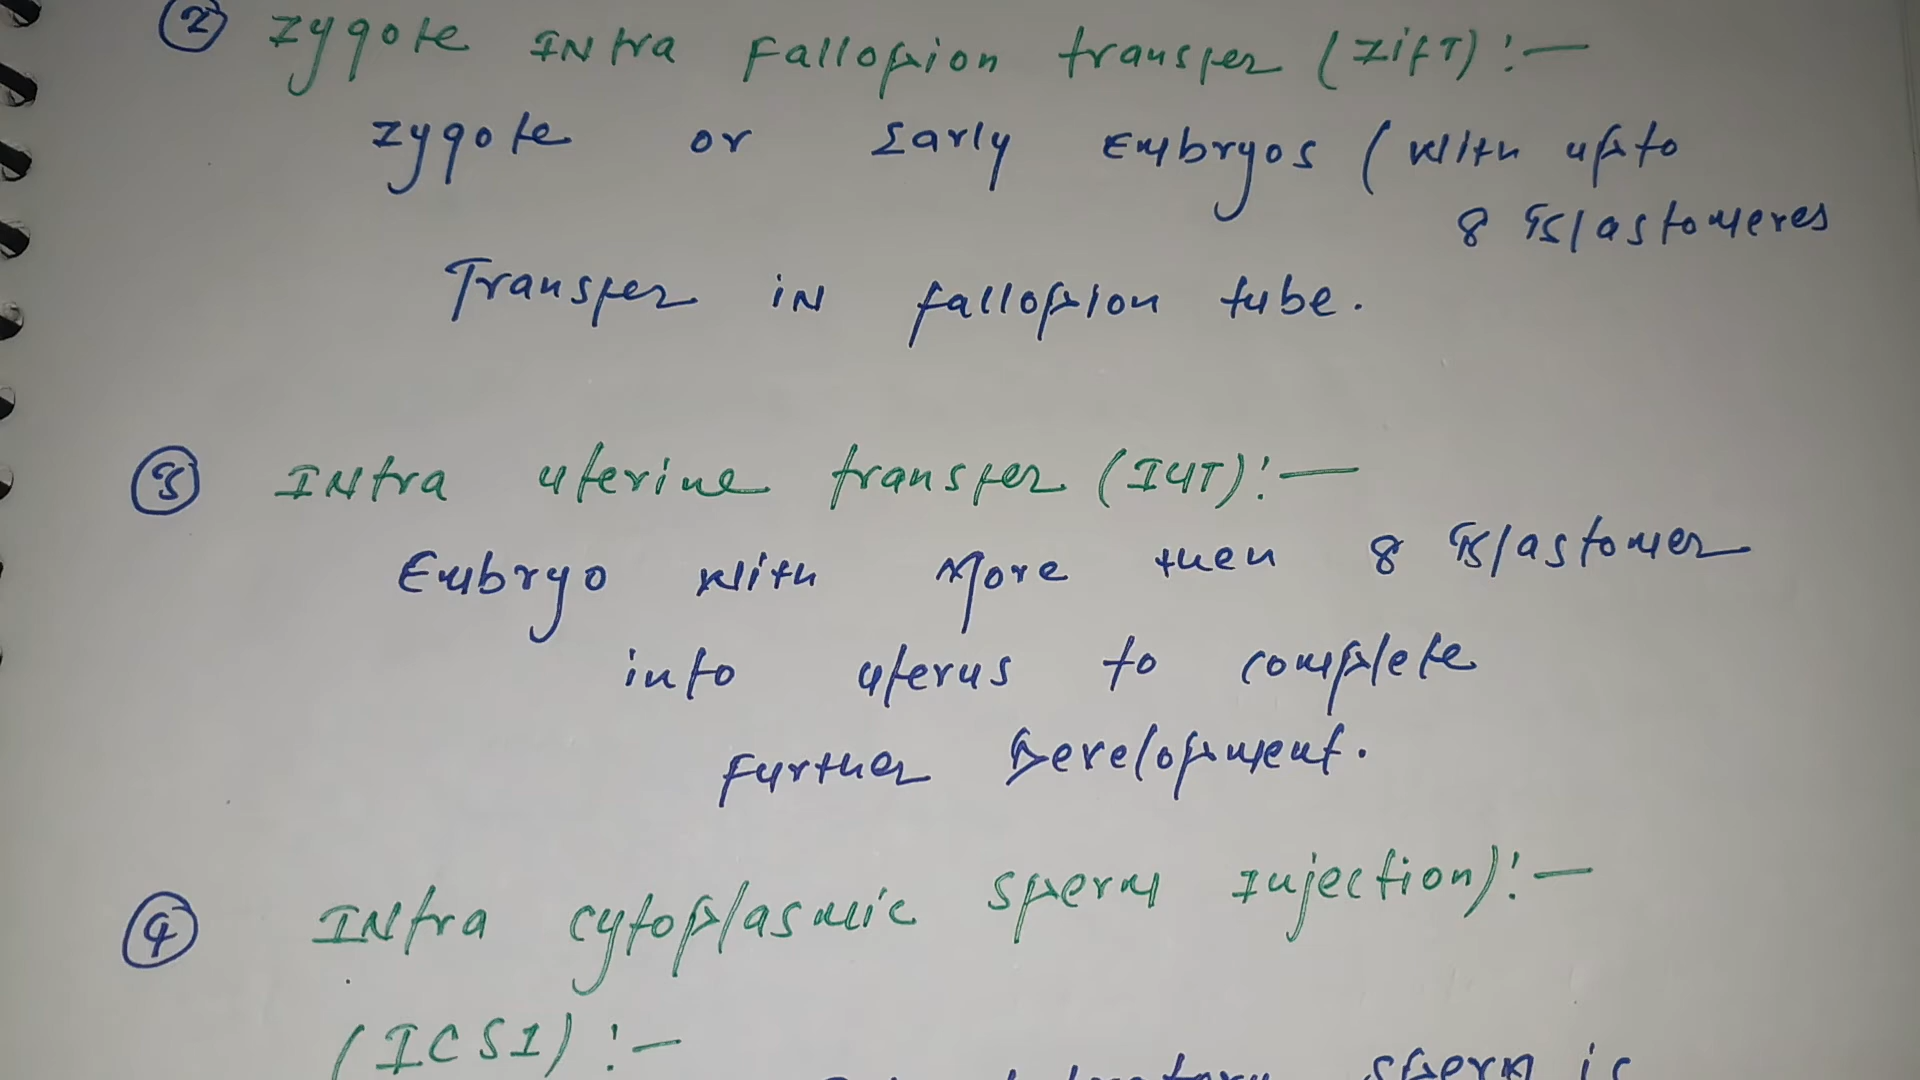 ② Zygote INtra Fallopion transfer (ZifT):—
Zygote or Early Embryos (With upto
8 Blastomeres
Transfer in fallopion tube.
③ INtra uterine transfer (IUT):—
Embryo with More then 8 Blastomer
into uterus to complete
Further Development.
④ INtra cytoplasmic sperm Injection):—
(ICSI):—
sperm is